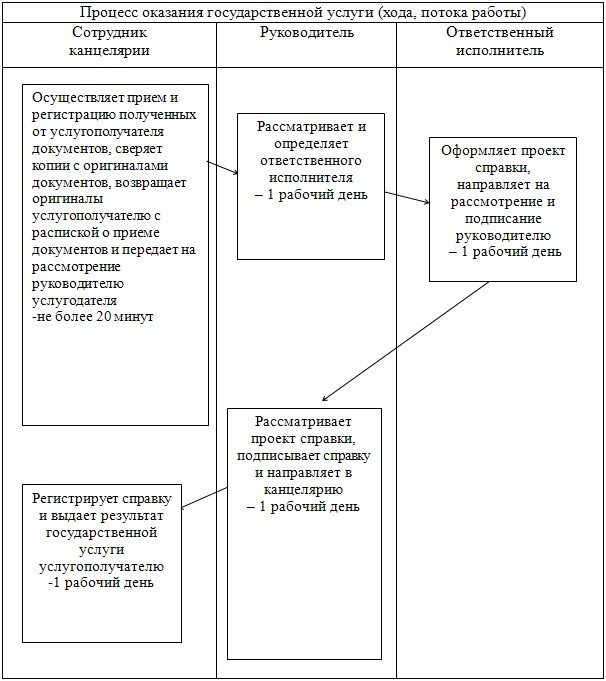 Процесс оказания государственной услуги (хода, потока работы)
Сотрудник
канцелярии
Руководитель
Ответственный
исполнитель
Осуществляет прием и
регистрацию полученных
от услугополучателя
документов, сверяет
копии с оригиналами
документов, возвращает
оригиналы
услугополучателю с
распиской о приеме
документов и передает на
рассмотрение
руководителю
услугодателя
-не более 20 минут
Рассматривает и
определяет
ответственного
исполнителя
– 1 рабочий день
Оформляет проект
справки,
направляет на
рассмотрение и
подписание
руководителю
– 1 рабочий день
Рассматривает
проект справки,
подписывает справку
и направляет в
канцелярию
– 1 рабочий день
Регистрирует справку
и выдает результат
государственной
услуги
услугополучателю
-1 рабочий день